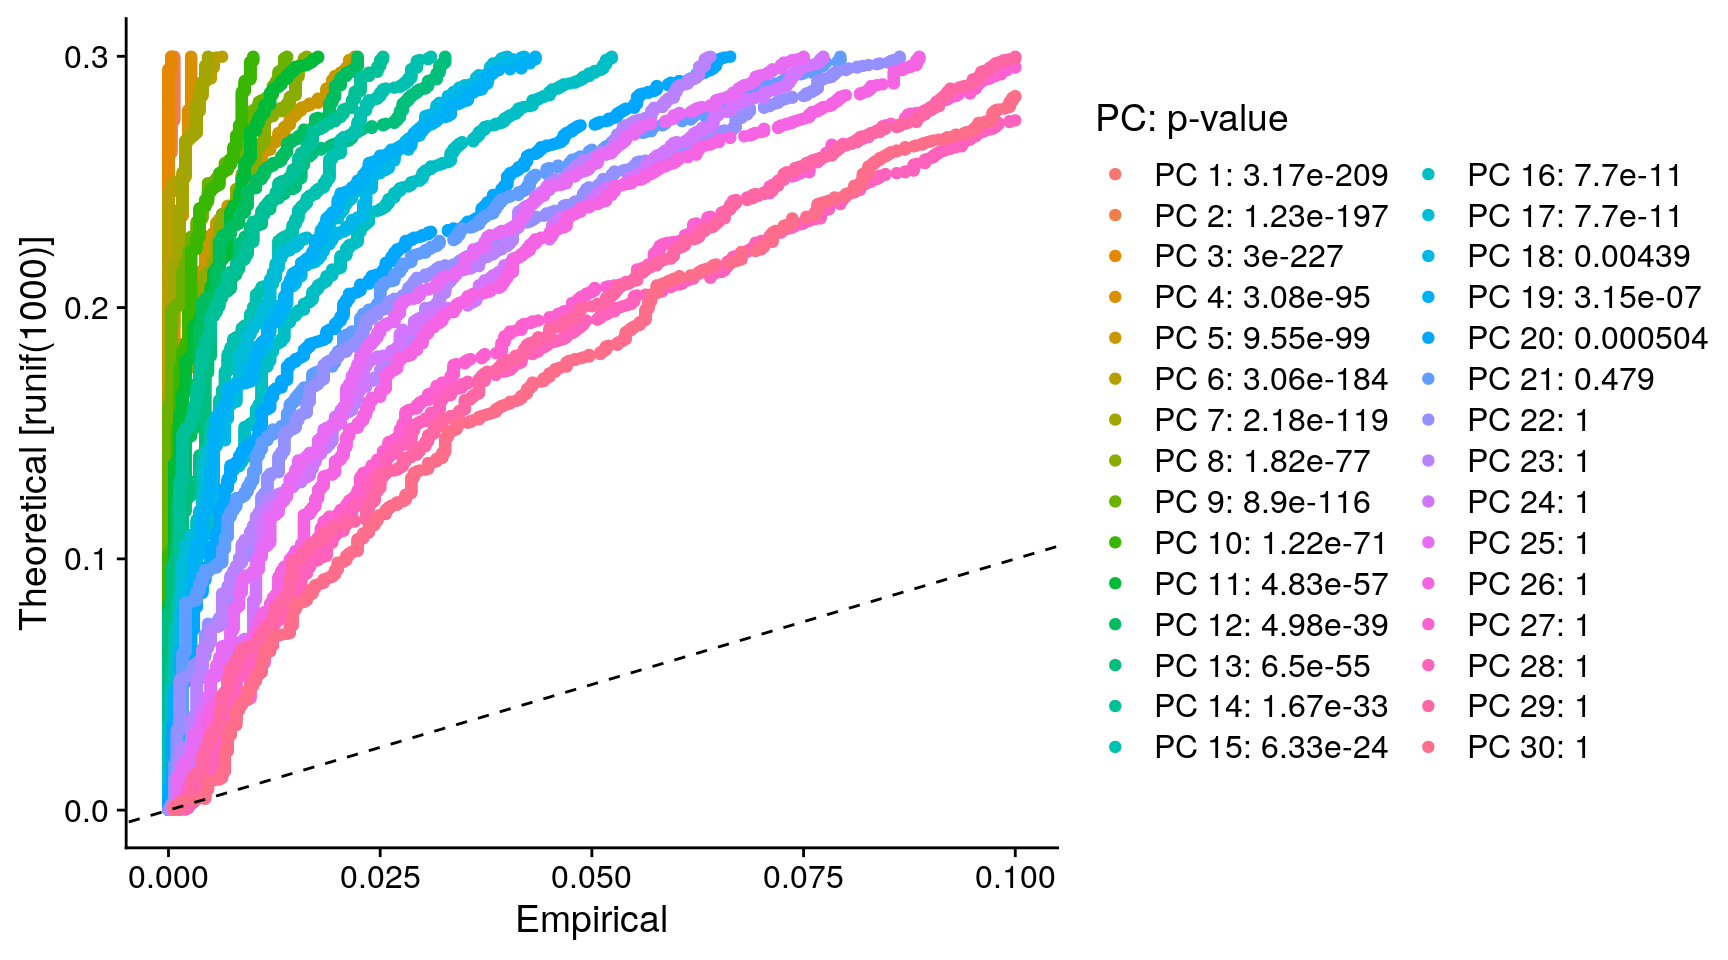 0.3
0.2
0.1
0.0
Theoretical [runif(1000)]
0.000
0.025
0.050
0.075
0.100
Empirical
PC: p-value
PC 1: 3.17e-209
PC 2: 1.23e-197
PC 3: 3e-227
PC 4: 3.08e-95
PC 5: 9.55e-99
PC 6: 3.06e-184
PC 7: 2.18e-119
PC 8: 1.82e-77
PC 9: 8.9e-116
PC 10: 1.22e-71
PC 11: 4.83e-57
PC 12: 4.98e-39
PC 13: 6.5e-55
PC 14: 1.67e-33
PC 15: 6.33e-24
PC 16: 7.7e-11
PC 17: 7.7e-11
PC 18: 0.00439
PC 19: 3.15e-07
PC 20: 0.000504
PC 21: 0.479
PC 22: 1
PC 23: 1
PC 24: 1
PC 25: 1
PC 26: 1
PC 27: 1
PC 28: 1
PC 29: 1
PC 30: 1